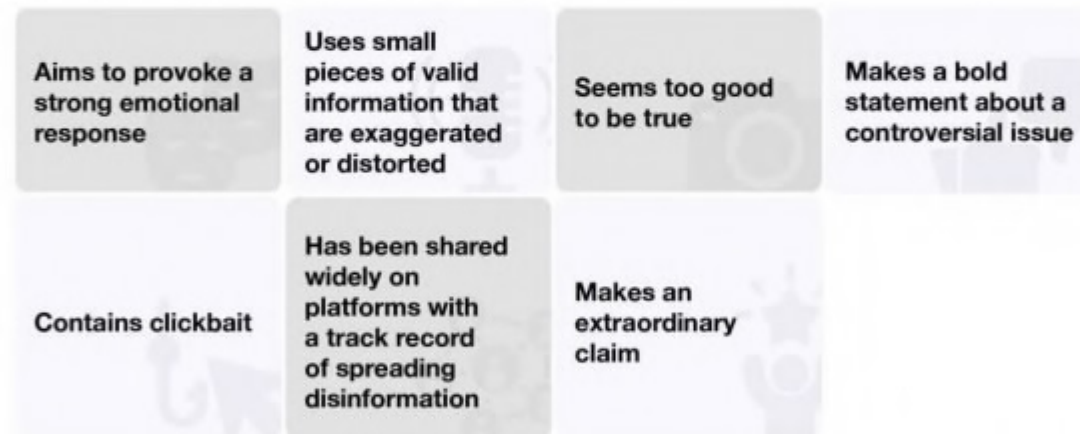 Aims to provoke a
strong emotional
response
Uses small
pieces of valid
information that
are exaggerated
or distorted
Seems too good
to be true
Makes a bold
statement about a
controversial issue
Contains clickbait
Has been shared
widely on
platforms with
a track record
of spreading
disinformation
Makes an
extraordinary
claim